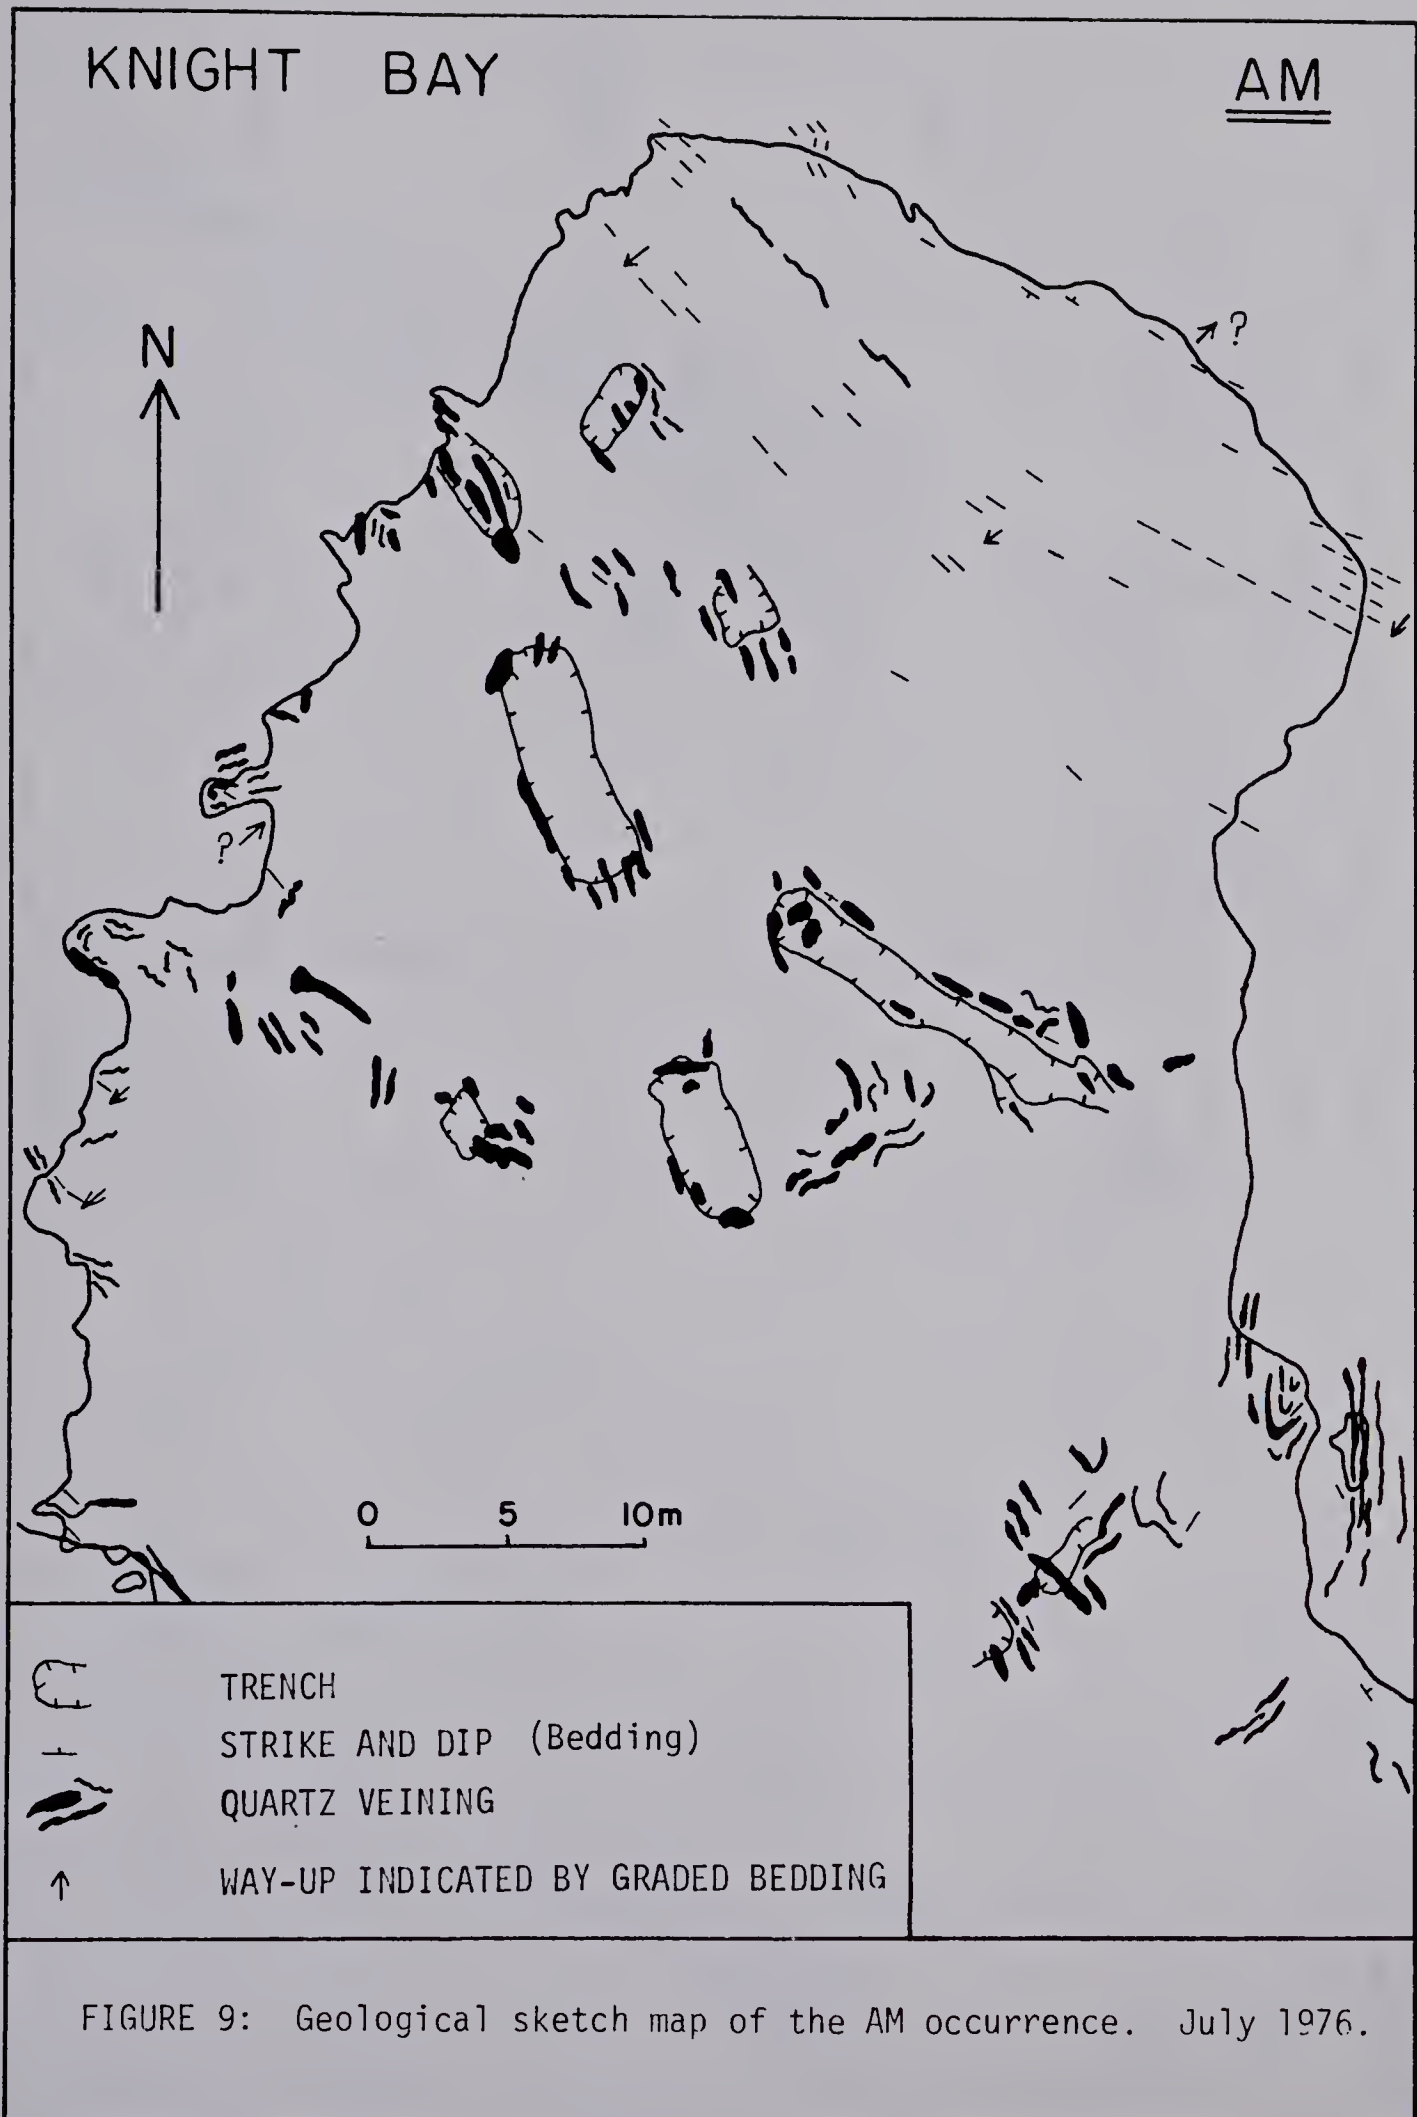 KNIGHT BAY
AM
?
N
?
0 5 10m
TRENCH
STRIKE AND DIP (Bedding)
QUARTZ VEINING
WAY-UP INDICATED BY GRADED BEDDING
FIGURE 9: Geological sketch map of the AM occurrence. July 1976.